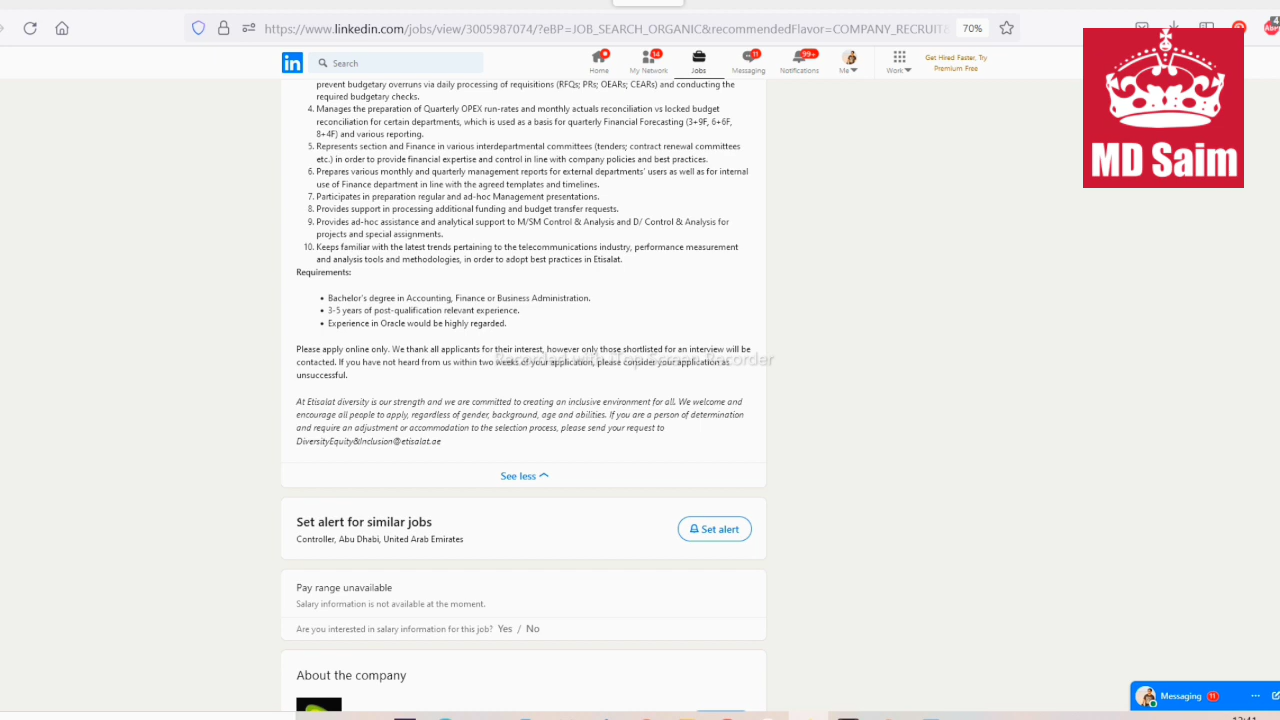 https://www.linkedin.com/jobs/view/3005987074/?eBP=JOB_SEARCH_ORGANIC&recommendedFlavor=COMPANY_RECRUIT&
70%
in
Search
Home
My Network
14
Jobs
Messaging
11
Notifications
99+
Me
Work
Get Hired Faster, Try
Premium Free
MD Saim
prevent budgetary overruns via daily processing of requisitions (RFQs; PRs; OEARs; CEARs) and conducting the
required budgetary checks.
4. Manages the preparation of Quarterly OPEX run-rates and monthly actuals reconciliation vs locked budget
reconciliation for certain departments, which is used as a basis for quarterly Financial Forecasting (3+9F, 6+6F,
8+4F) and various reporting.
5. Represents section and Finance in various interdepartmental committees (tenders; contract renewal committees
etc.) in order to provide financial expertise and control in line with company policies and best practices.
6. Prepares various monthly and quarterly management reports for external departments' users as well as for internal
use of Finance department in line with the agreed templates and timelines.
7. Participates in preparation regular and ad-hoc Management presentations.
8. Provides support in processing additional funding and budget transfer requests.
9. Provides ad-hoc assistance and analytical support to M/SM Control & Analysis and D/ Control & Analysis for
projects and special assignments.
10. Keeps familiar with the latest trends pertaining to the telecommunications industry, performance measurement
and analysis tools and methodologies, in order to adopt best practices in Etisalat.
Requirements:
• Bachelor's degree in Accounting, Finance or Business Administration.
• 3-5 years of post-qualification relevant experience.
• Experience in Oracle would be highly regarded.
Please apply online only. We thank all applicants for their interest, however only those shortlisted for an interview will be
contacted. If you have not heard from us within two weeks of your application, please consider your application as
unsuccessful.
Recorded with iTop Screen Recorder
At Etisalat diversity is our strength and we are committed to creating an inclusive environment for all. We welcome and
encourage all people to apply, regardless of gender, background, age and abilities. If you are a person of determination
and require an adjustment or accommodation to the selection process, please send your request to
DiversityEquity&Inclusion@etisalat.ae
See less
Set alert for similar jobs
Controller, Abu Dhabi, United Arab Emirates
Set alert
Pay range unavailable
Salary information is not available at the moment.
Are you interested in salary information for this job? Yes / No
About the company
Messaging 11